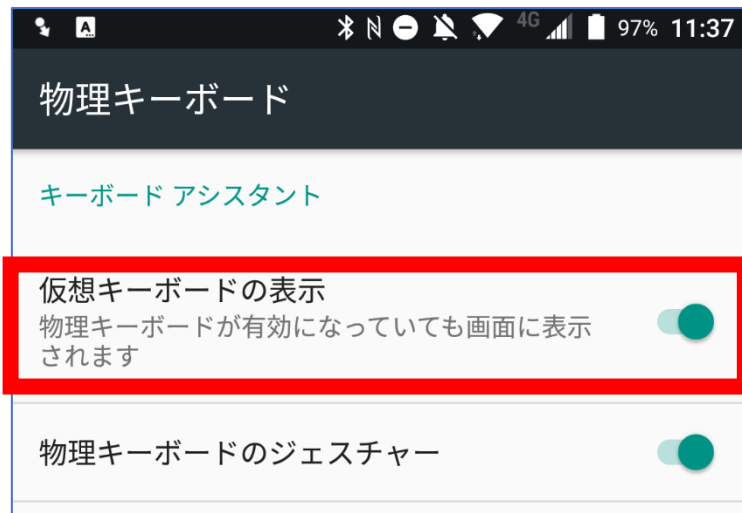 4G 97% 11:37
物理キーボード
キーボード アシスタント
仮想キーボードの表示
物理キーボードが有効になっていても画面に表示
されます
物理キーボードのジェスチャー